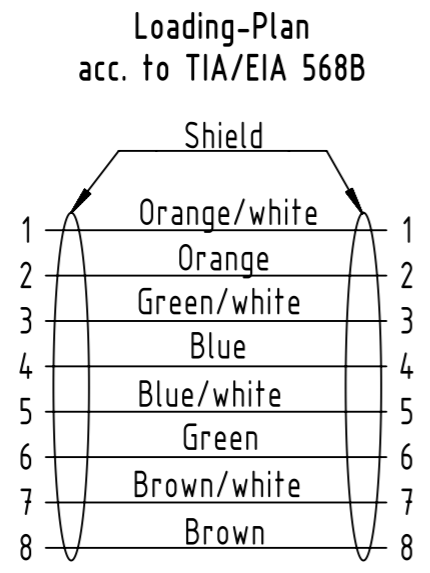 Loading-Plan
acc. to TIA/EIA 568B
Shield
1 Orange/white 1
2 Orange 2
3 Green/white 3
4 Blue 4
5 Blue/white 5
6 Green 6
7 Brown/white 7
8 Brown 8